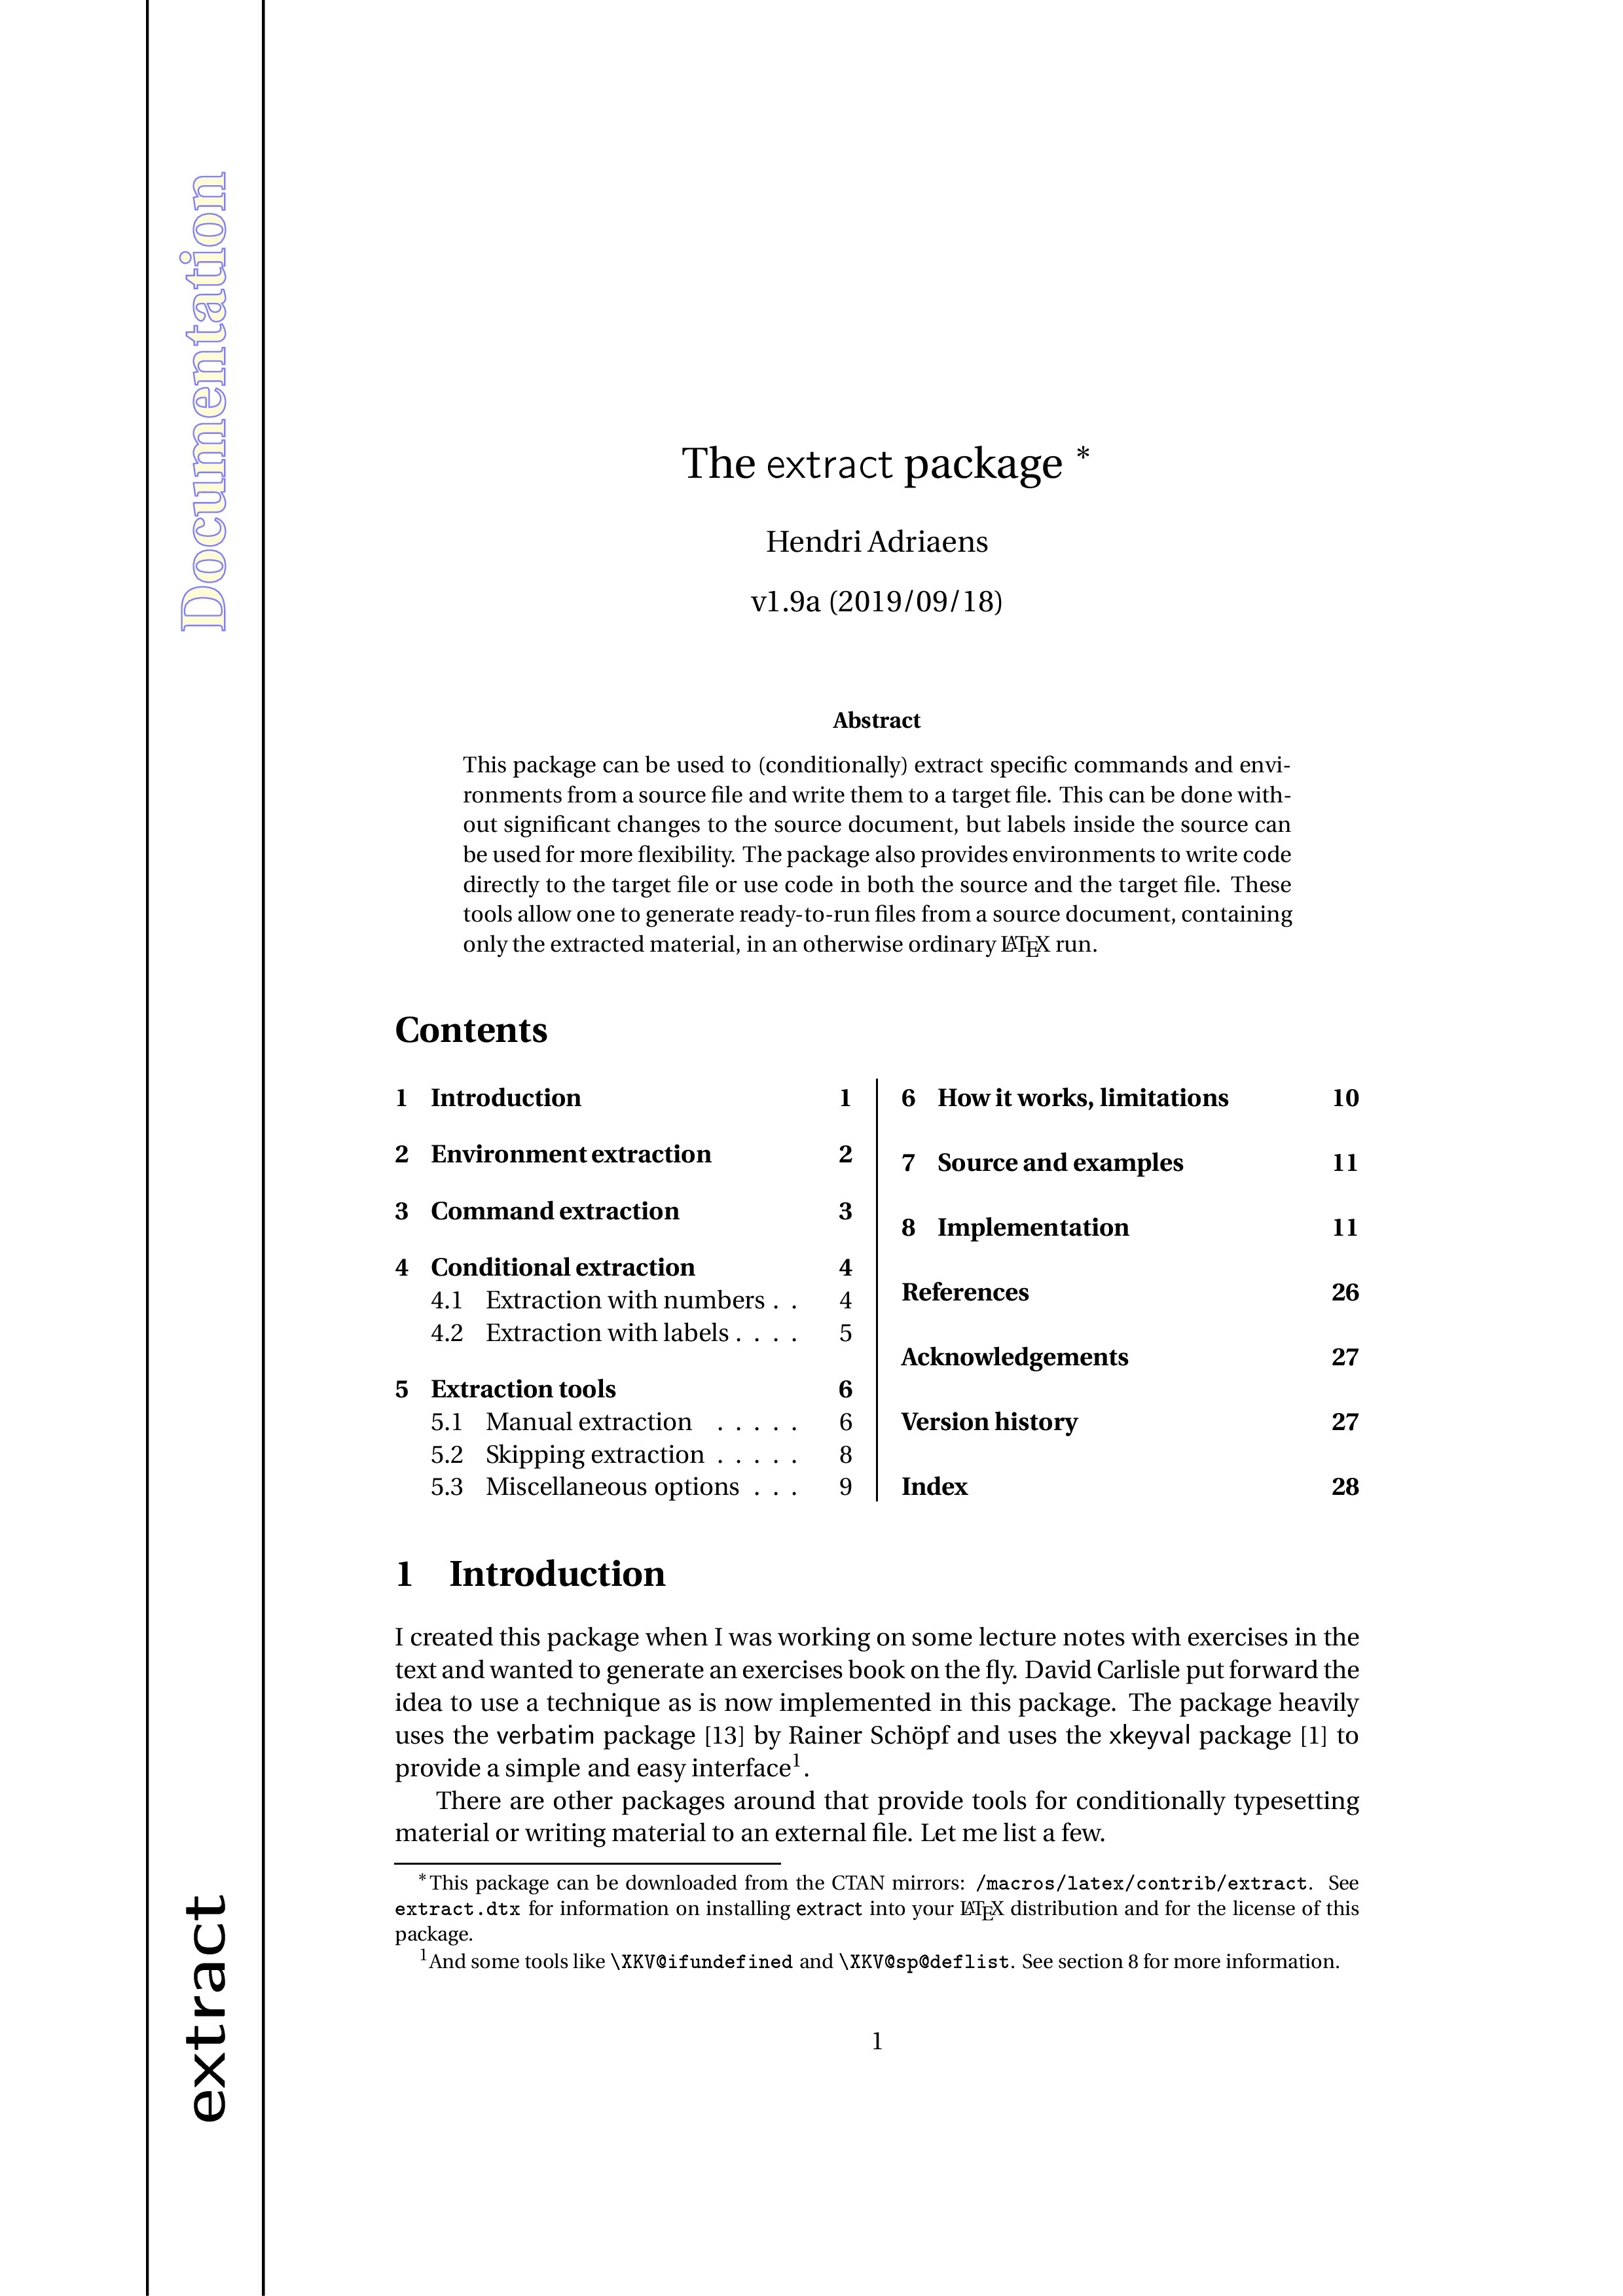 Documentation
extract
The extract package *
Hendri Adriaens
v1.9a (2019/09/18)
Abstract
This package can be used to (conditionally) extract specific commands and envi-
ronments from a source file and write them to a target file. This can be done with-
out significant changes to the source document, but labels inside the source can
be used for more flexibility. The package also provides environments to write code
directly to the target file or use code in both the source and the target file. These
tools allow one to generate ready-to-run files from a source document, containing
only the extracted material, in an otherwise ordinary LATEX run.
Contents
1 Introduction 1
2 Environment extraction 2
3 Command extraction 3
4 Conditional extraction 4
4.1 Extraction with numbers . . 4
4.2 Extraction with labels . . . . 5
5 Extraction tools 6
5.1 Manual extraction . . . . . 6
5.2 Skipping extraction . . . . . 8
5.3 Miscellaneous options . . . 9
6 How it works, limitations 10
7 Source and examples 11
8 Implementation 11
References 26
Acknowledgements 27
Version history 27
Index 28
1 Introduction
I created this package when I was working on some lecture notes with exercises in the
text and wanted to generate an exercises book on the fly. David Carlisle put forward the
idea to use a technique as is now implemented in this package. The package heavily
uses the verbatim package [13] by Rainer Schöpf and uses the xkeyval package [1] to
provide a simple and easy interface1.
There are other packages around that provide tools for conditionally typesetting
material or writing material to an external file. Let me list a few.
*This package can be downloaded from the CTAN mirrors: /macros/latex/contrib/extract. See
extract.dtx for information on installing extract into your LATEX distribution and for the license of this
package.
1And some tools like \XKV@ifundefined and \XKV@sp@deflist. See section 8 for more information.
1